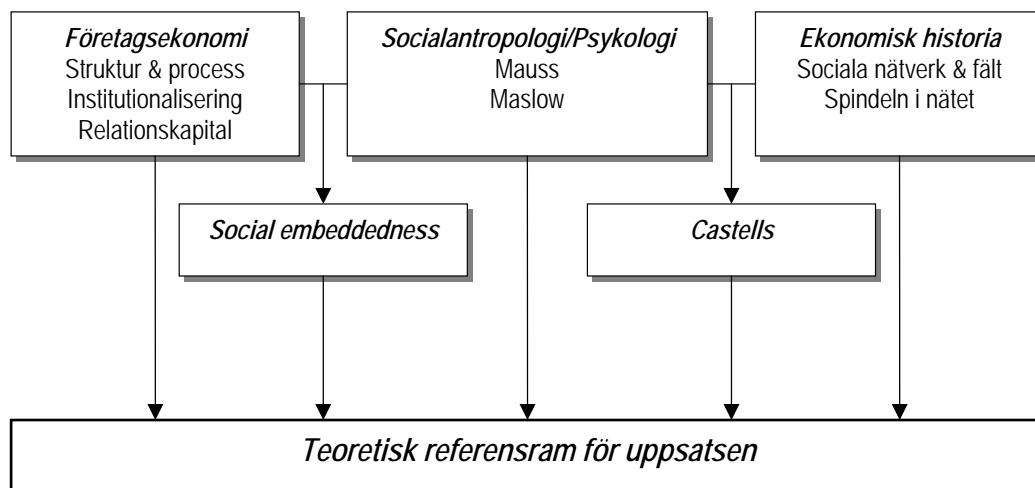 Företagsekonomi
Struktur & process
Institutionalisering
Relationskapital
Socialantropologi/Psykologi
Mauss
Maslow
Ekonomisk historia
Sociala nätverk & fält
Spindeln i nätet
Social embeddedness
Castells
Teoretisk referensram för uppsatsen